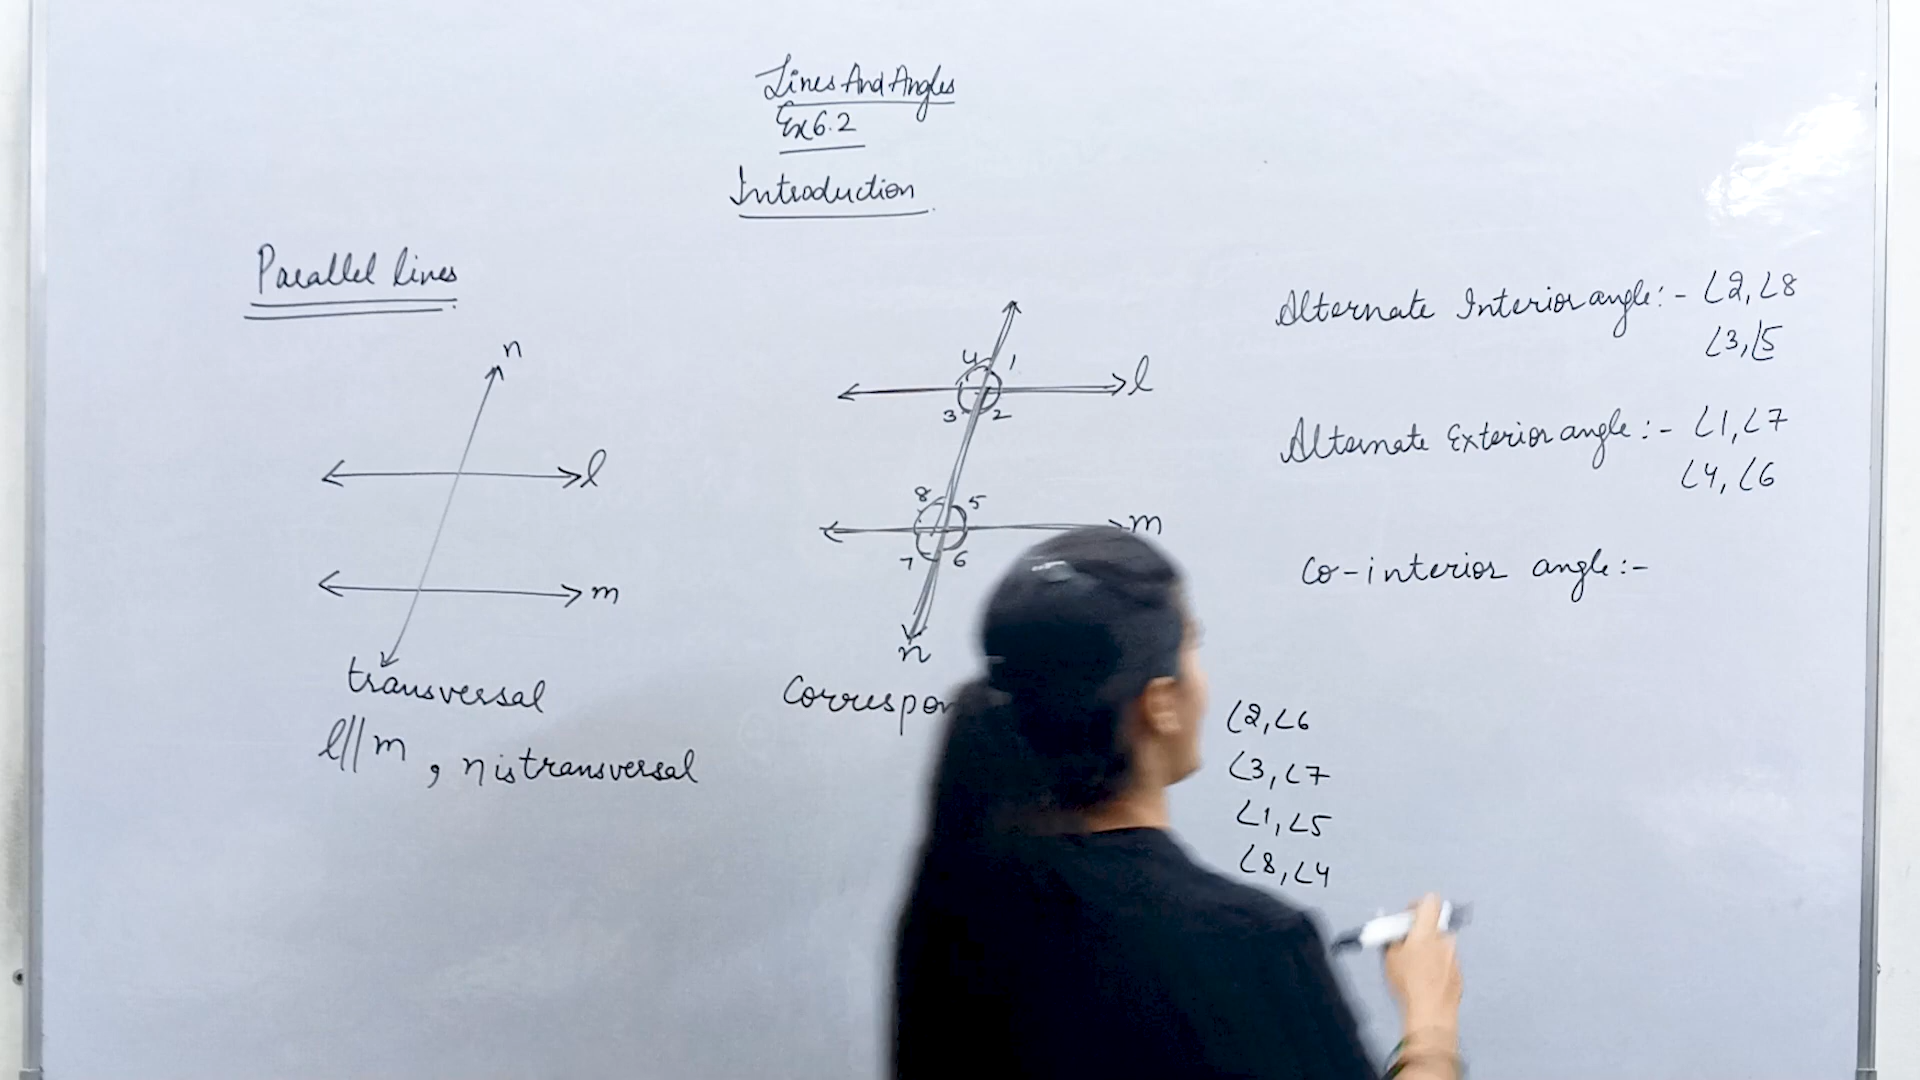 Lines And Angles
Ex 6.2
Introduction
Parallel lines
n
l
m
transversal
l||m, n is transversal
4 1
l
3 2
8 5
m
7 6
n
∠2, ∠6
∠3, ∠7
∠1, ∠5
∠8, ∠4
Alternate Interior angle:- ∠2, ∠8
∠3, ∠5
Alternate Exterior angle:- ∠1, ∠7
∠4, ∠6
Co-interior angle:-